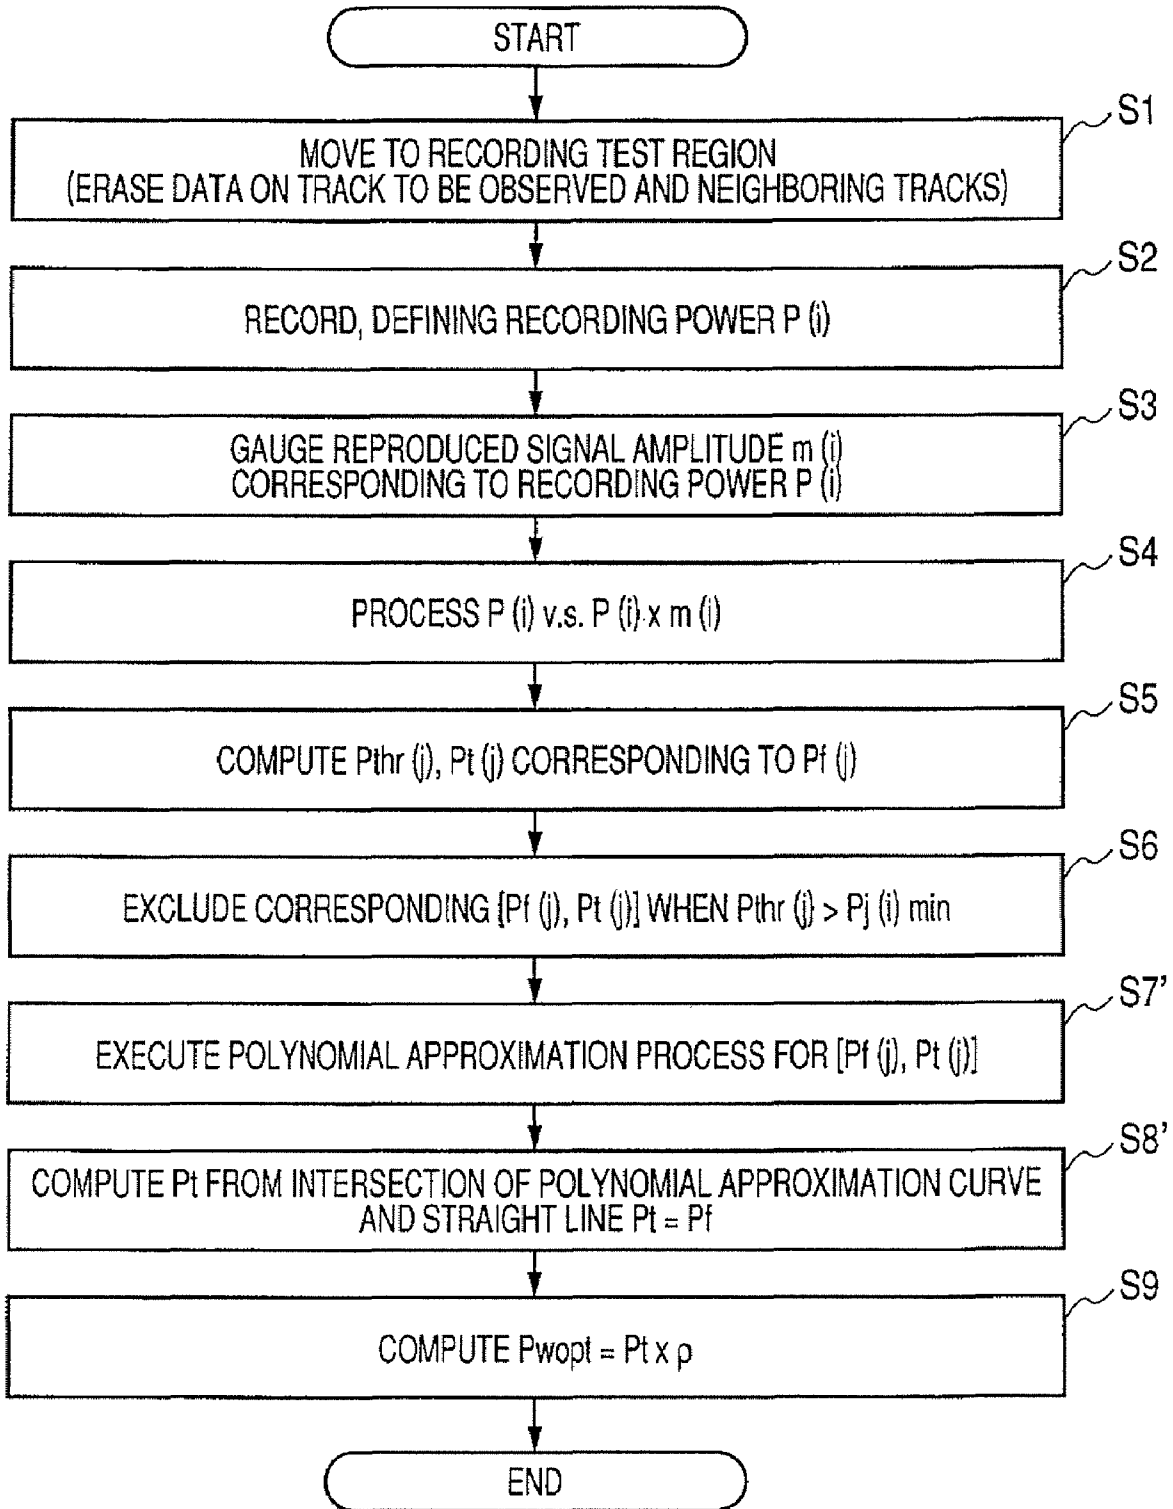 START
S1
MOVE TO RECORDING TEST REGION
(ERASE DATA ON TRACK TO BE OBSERVED AND NEIGHBORING TRACKS)
S2
RECORD, DEFINING RECORDING POWER P (i)
S3
GAUGE REPRODUCED SIGNAL AMPLITUDE m (i)
CORRESPONDING TO RECORDING POWER P (i)
S4
PROCESS P (i) v.s. P (i) x m (i)
S5
COMPUTE Pthr (j), Pt (j) CORRESPONDING TO Pf (j)
S6
EXCLUDE CORRESPONDING [Pf (j), Pt (j)] WHEN Pthr (j) > Pj (i) min
S7'
EXECUTE POLYNOMIAL APPROXIMATION PROCESS FOR [Pf (j), Pt (j)]
S8'
COMPUTE Pt FROM INTERSECTION OF POLYNOMIAL APPROXIMATION CURVE
AND STRAIGHT LINE Pt = Pf
S9
COMPUTE Pwopt = Pt x ρ
END